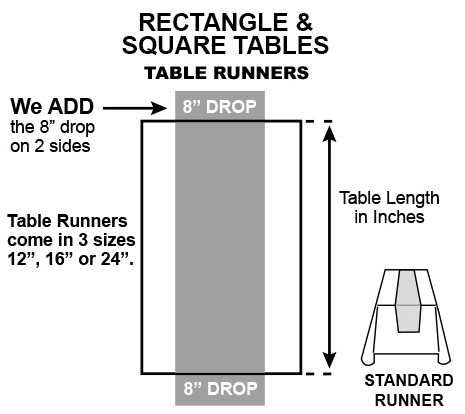 RECTANGLE &
SQUARE TABLES
TABLE RUNNERS
We ADD
the 8” drop
on 2 sides
8” DROP
Table Length
in Inches
Table Runners
come in 3 sizes
12”, 16” or 24”.
8” DROP
STANDARD
RUNNER